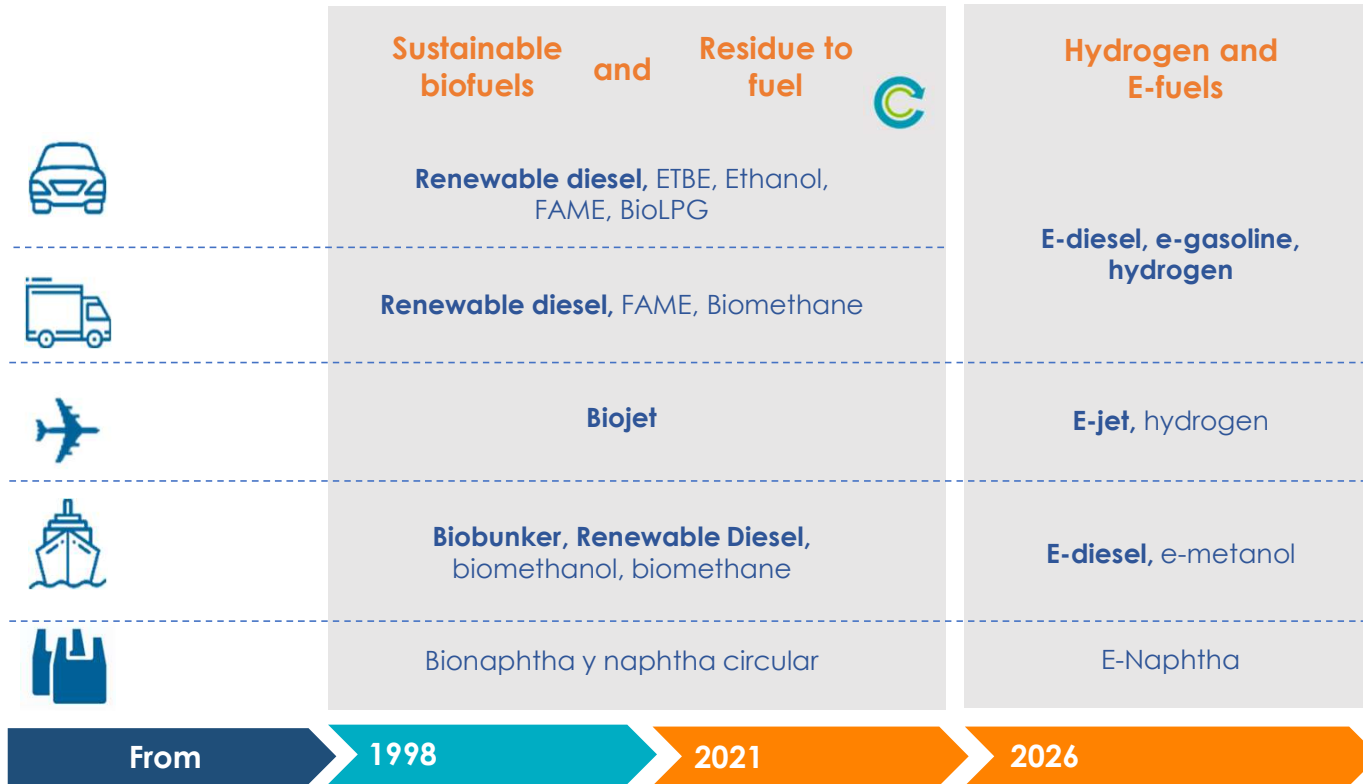 Sustainable
biofuels
and
Residue to
fuel
Hydrogen and
E-fuels
Renewable diesel, ETBE, Ethanol,
FAME, BioLPG
E-diesel, e-gasoline,
hydrogen
Renewable diesel, FAME, Biomethane
Biojet
E-jet, hydrogen
Biobunker, Renewable Diesel,
biomethanol, biomethane
E-diesel, e-metanol
Bionaphtha y naphtha circular
E-Naphtha
From
1998
2021
2026